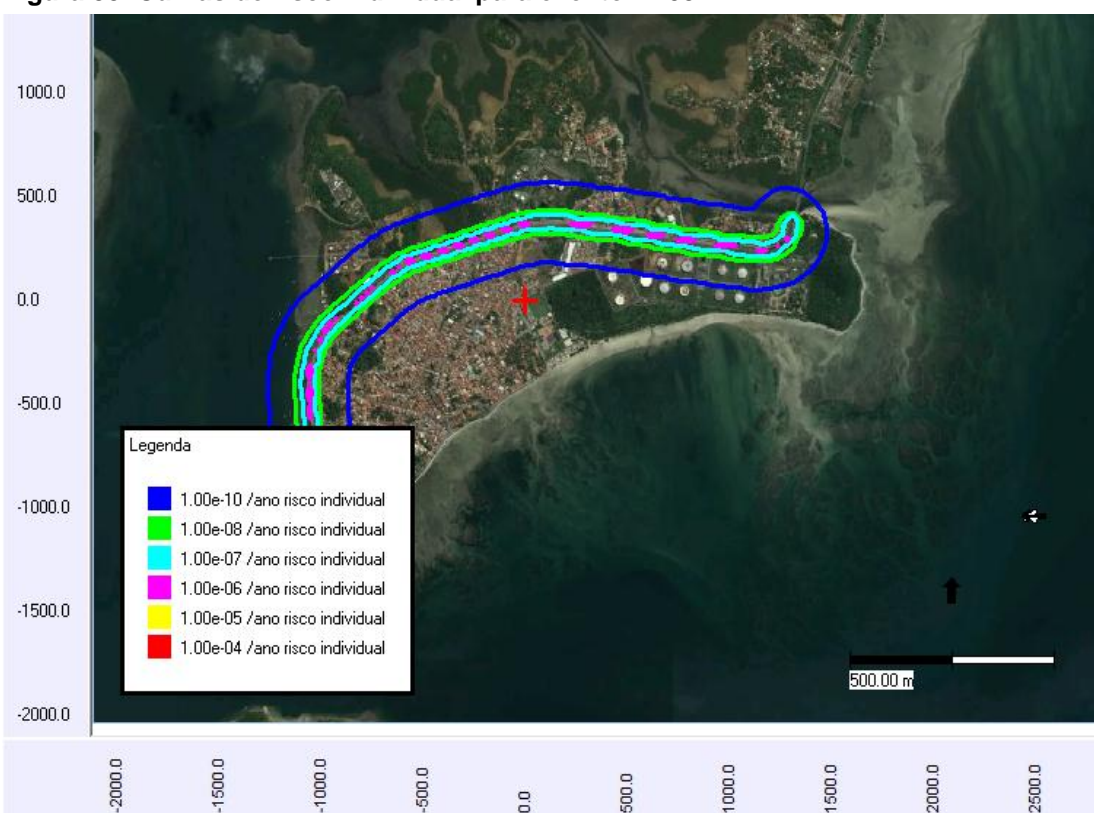 1000.0
500.0
0.0
-500.0
-1000.0
-1500.0
-2000.0
Legenda
1.00e-10 /ano risco individual
1.00e-08 /ano risco individual
1.00e-07 /ano risco individual
1.00e-06 /ano risco individual
1.00e-05 /ano risco individual
1.00e-04 /ano risco individual
500.00 m
-2000.0
-1500.0
-1000.0
-500.0
0.0
500.0
1000.0
1500.0
2000.0
2500.0